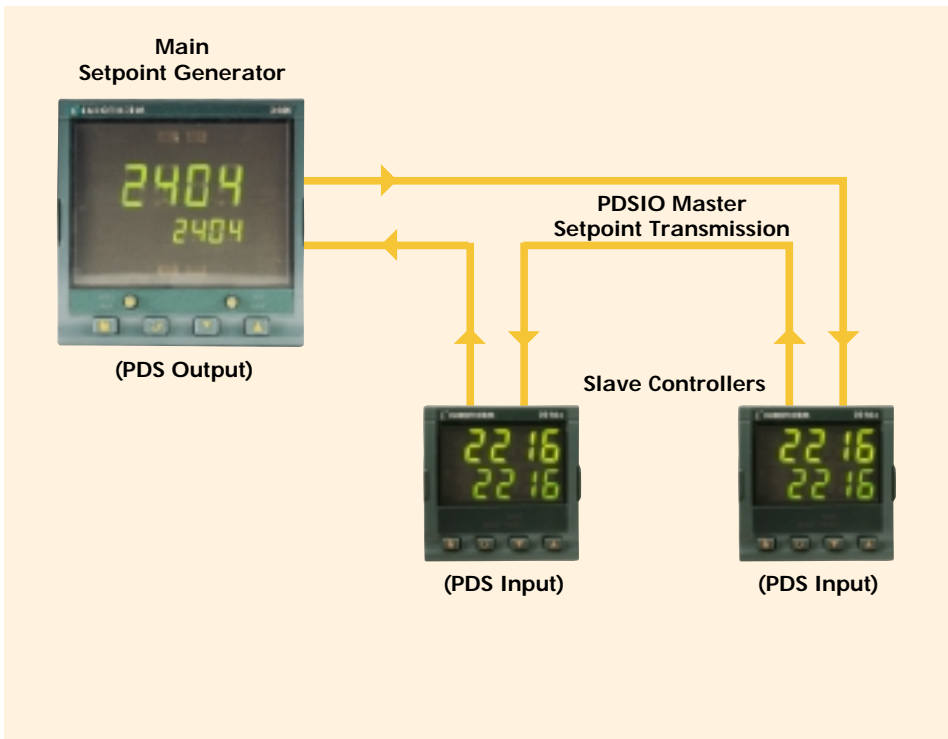 Main
Setpoint Generator
2404
2404
(PDS Output)
PDSIO Master
Setpoint Transmission
Slave Controllers
2216
2216
(PDS Input)
2216
2216
(PDS Input)